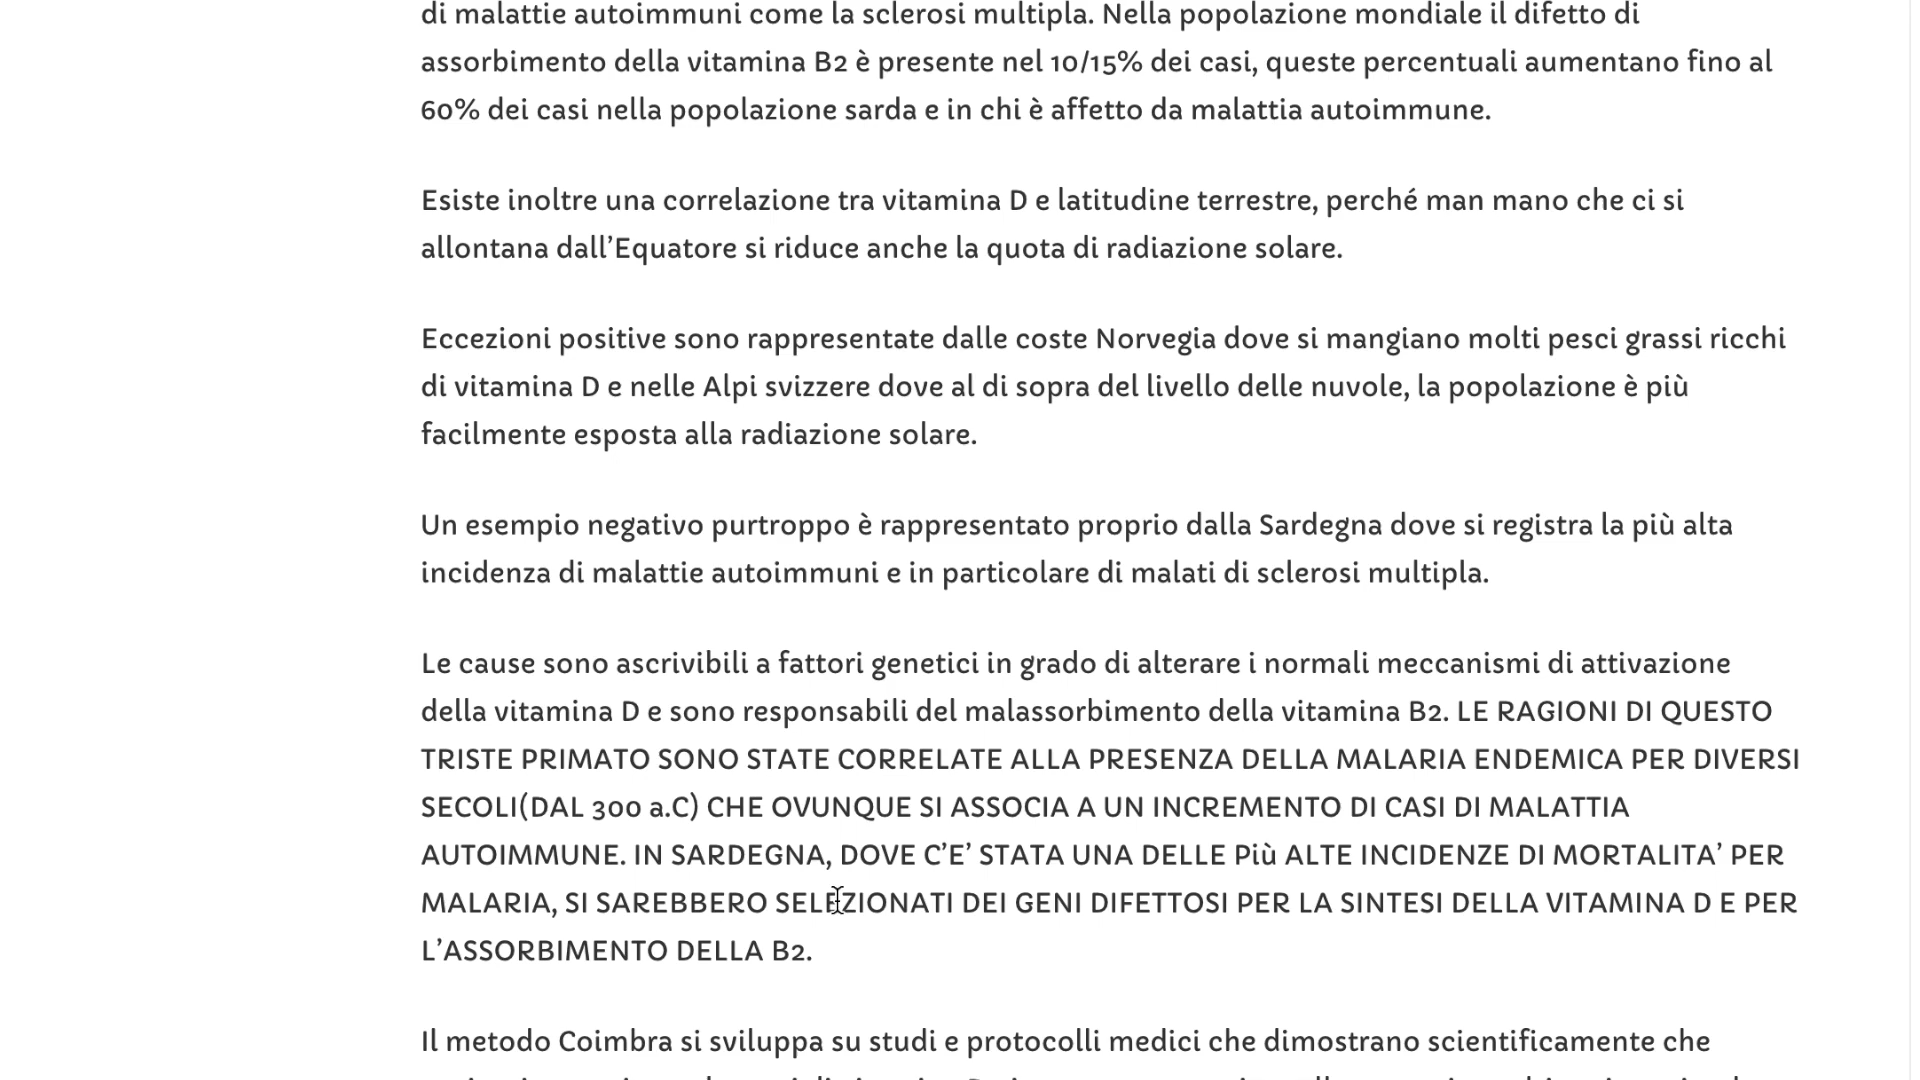 di malattie autoimmuni come la sclerosi multipla. Nella popolazione mondiale il difetto di
assorbimento della vitamina B2 è presente nel 10/15% dei casi, queste percentuali aumentano fino al
60% dei casi nella popolazione sarda e in chi è affetto da malattia autoimmune.
Esiste inoltre una correlazione tra vitamina D e latitudine terrestre, perché man mano che ci si
allontana dall’Equatore si riduce anche la quota di radiazione solare.
Eccezioni positive sono rappresentate dalle coste Norvegia dove si mangiano molti pesci grassi ricchi
di vitamina D e nelle Alpi svizzere dove al di sopra del livello delle nuvole, la popolazione è più
facilmente esposta alla radiazione solare.
Un esempio negativo purtroppo è rappresentato proprio dalla Sardegna dove si registra la più alta
incidenza di malattie autoimmuni e in particolare di malati di sclerosi multipla.
Le cause sono ascrivibili a fattori genetici in grado di alterare i normali meccanismi di attivazione
della vitamina D e sono responsabili del malassorbimento della vitamina B2. LE RAGIONI DI QUESTO
TRISTE PRIMATO SONO STATE CORRELATE ALLA PRESENZA DELLA MALARIA ENDEMICA PER DIVERSI
SECOLI(DAL 300 a.C) CHE OVUNQUE SI ASSOCIA A UN INCREMENTO DI CASI DI MALATTIA
AUTOIMMUNE. IN SARDEGNA, DOVE C’E’ STATA UNA DELLE Più ALTE INCIDENZE DI MORTALITA’ PER
MALARIA, SI SAREBBERO SELEZIONATI DEI GENI DIFETTOSI PER LA SINTESI DELLA VITAMINA D E PER
L’ASSORBIMENTO DELLA B2.
Il metodo Coimbra si sviluppa su studi e protocolli medici che dimostrano scientificamente che